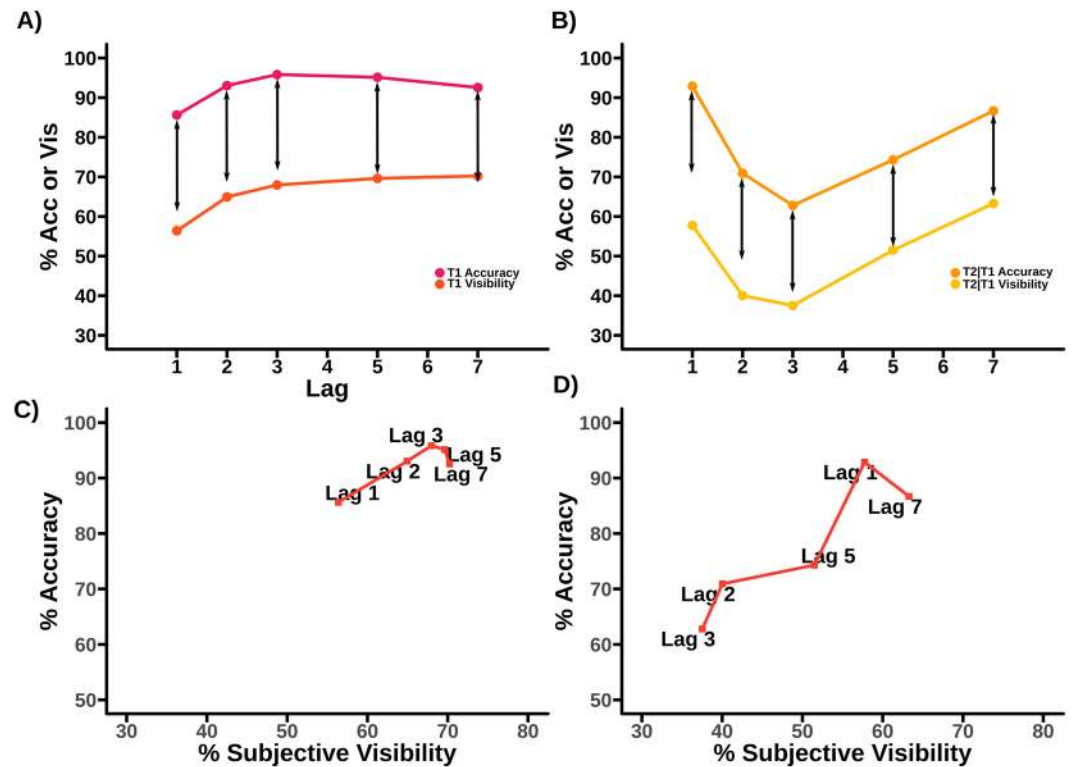 A)
100
90
80
70
60
50
40
30
% Acc or Vis
T1 Accuracy
T1 Visibility
1 2 3 4 5 6 7
Lag
B)
100
90
80
70
60
50
40
30
% Acc or Vis
T2|T1 Accuracy
T2|T1 Visibility
1 2 3 4 5 6 7
C)
100
90
80
70
60
50
% Accuracy
Lag 3
Lag 5
Lag 2
Lag 7
Lag 1
30 40 50 60 70 80
% Subjective Visibility
D)
100
90
80
70
60
50
% Accuracy
Lag 1
Lag 7
Lag 5
Lag 2
Lag 3
30 40 50 60 70 80
% Subjective Visibility